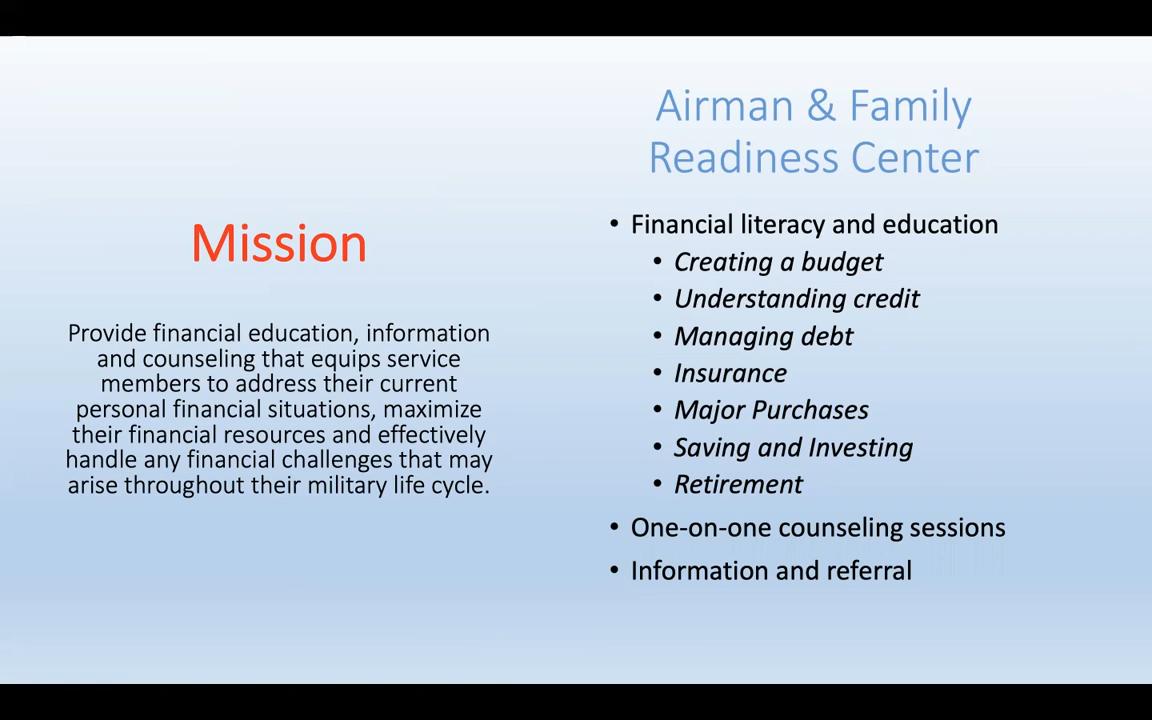 Mission
Provide financial education, information
and counseling that equips service
members to address their current
personal financial situations, maximize
their financial resources and effectively
handle any financial challenges that may
arise throughout their military life cycle.
Airman & Family
Readiness Center
• Financial literacy and education
• Creating a budget
• Understanding credit
• Managing debt
• Insurance
• Major Purchases
• Saving and Investing
• Retirement
• One-on-one counseling sessions
• Information and referral